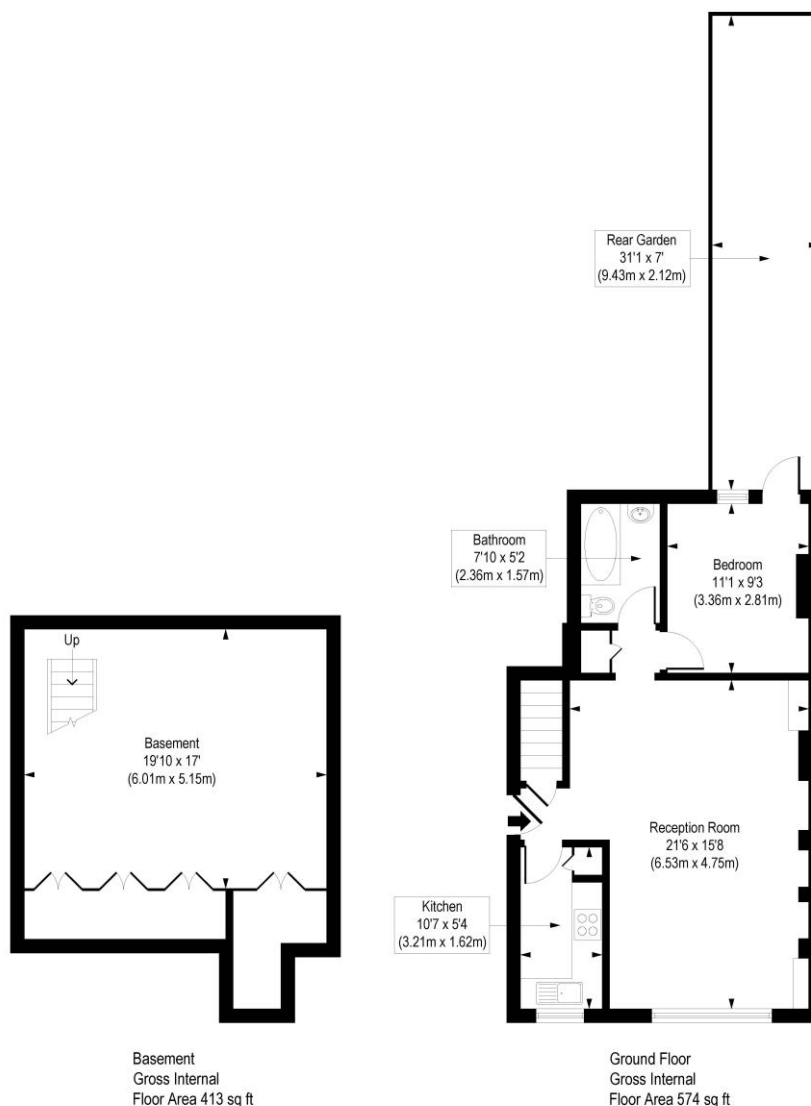 Rear Garden
31'1 x 7'
(9.43m x 2.12m)
Bathroom
7'10 x 5'2
(2.36m x 1.57m)
Bedroom
11'1 x 9'3
(3.36m x 2.81m)
Up
Basement
19'10 x 17'
(6.01m x 5.15m)
Reception Room
21'6 x 15'8
(6.53m x 4.75m)
Kitchen
10'7 x 5'4
(3.21m x 1.62m)
Basement
Gross Internal
Floor Area 413 sq ft
Ground Floor
Gross Internal
Floor Area 574 sq ft